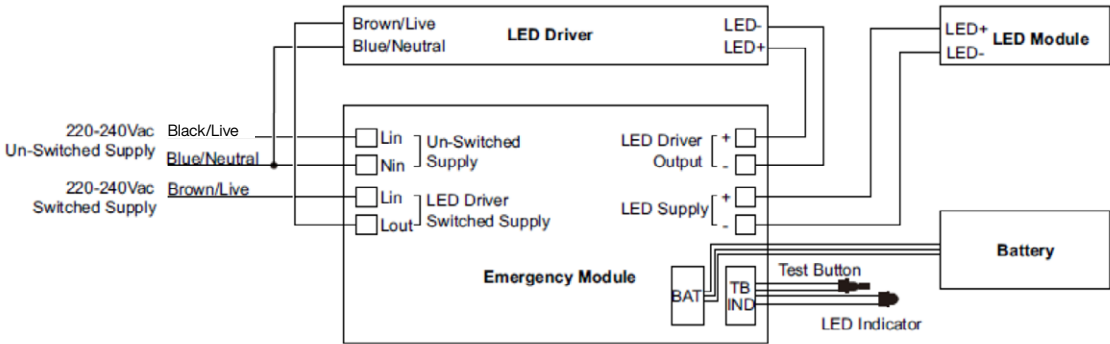 Brown/Live
Blue/Neutral
LED Driver
LED-
LED+
LED+
LED-
LED Module
220-240Vac
Un-Switched Supply
Black/Live
Blue/Neutral
220-240Vac
Switched Supply
Brown/Live
Lin
Nin
Un-Switched
Supply
Lin
Lout
LED Driver
Switched Supply
LED Driver
Output
+
-
LED Supply
+
-
Emergency Module
BAT
TB
IND
Test Button
LED Indicator
Battery